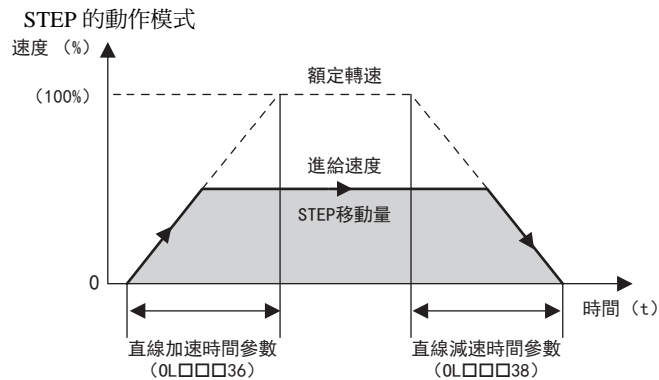 STEP 的動作模式
速度 (%)
額定轉速
(100%)
進給速度
STEP移動量
0
時間 (t)
直線加速時間參數
(OL□□□36)
直線減速時間參數
(OL□□□38)